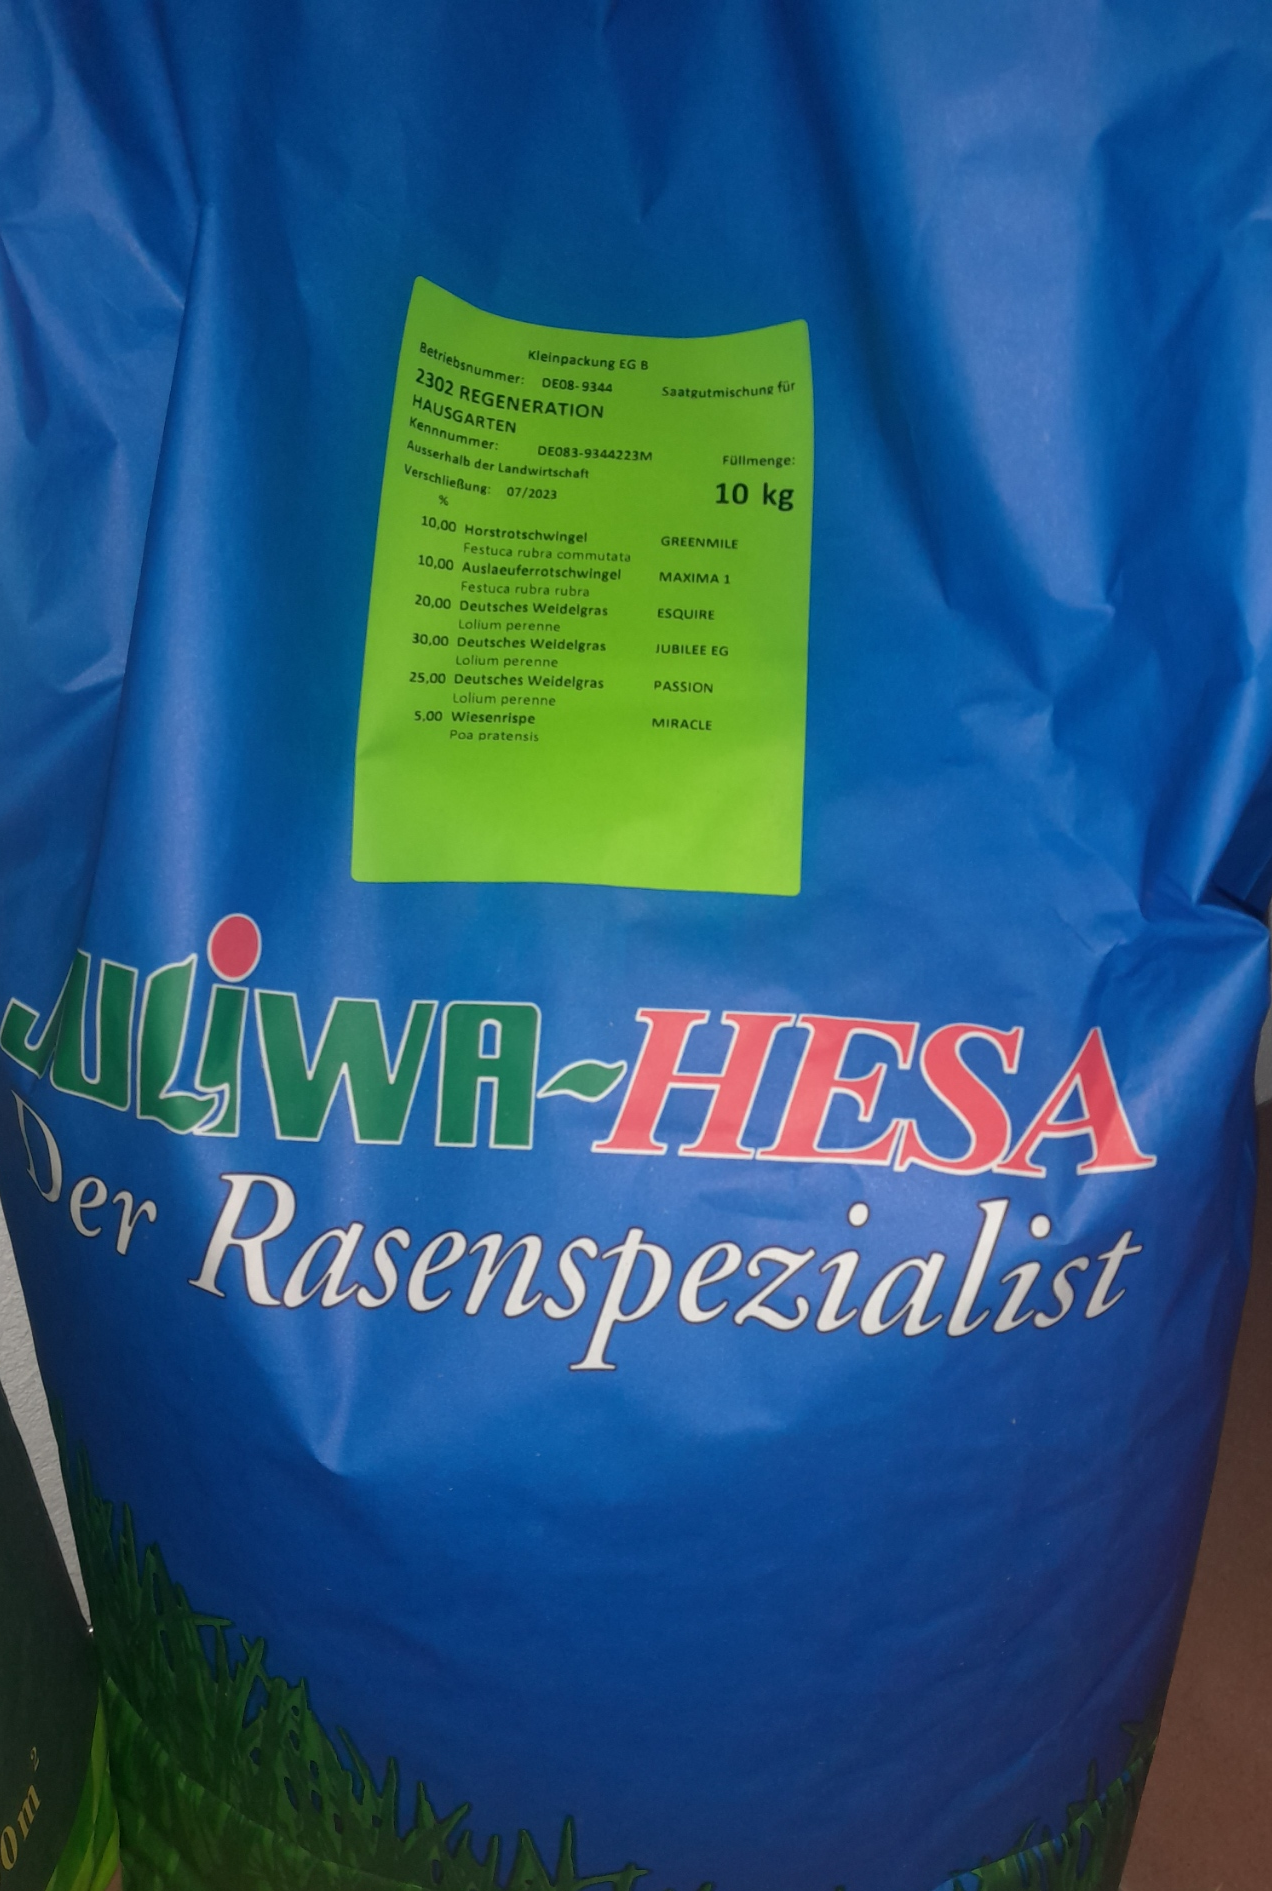 Kleinpackung EG B
Betriebsnummer: DE08-9344 Saatgutmischung für
2302 REGENERATION
HAUSGARTEN
Kennnummer: DE083-9344223M Füllmenge:
Ausserhalb der Landwirtschaft
Verschließung: 07/2023 10 kg
%
10,00 Horstrotschwingel GREENMILE
Festuca rubra commutata
10,00 Auslaeuferrotschwingel MAXIMA 1
Festuca rubra rubra
20,00 Deutsches Weidelgras ESQUIRE
Lolium perenne
30,00 Deutsches Weidelgras JUBILEE EG
Lolium perenne
25,00 Deutsches Weidelgras PASSION
Lolium perenne
5,00 Wiesenrispe MIRACLE
Poa pratensis
JULIWA-HESA
Der Rasenspezialist
0 m²